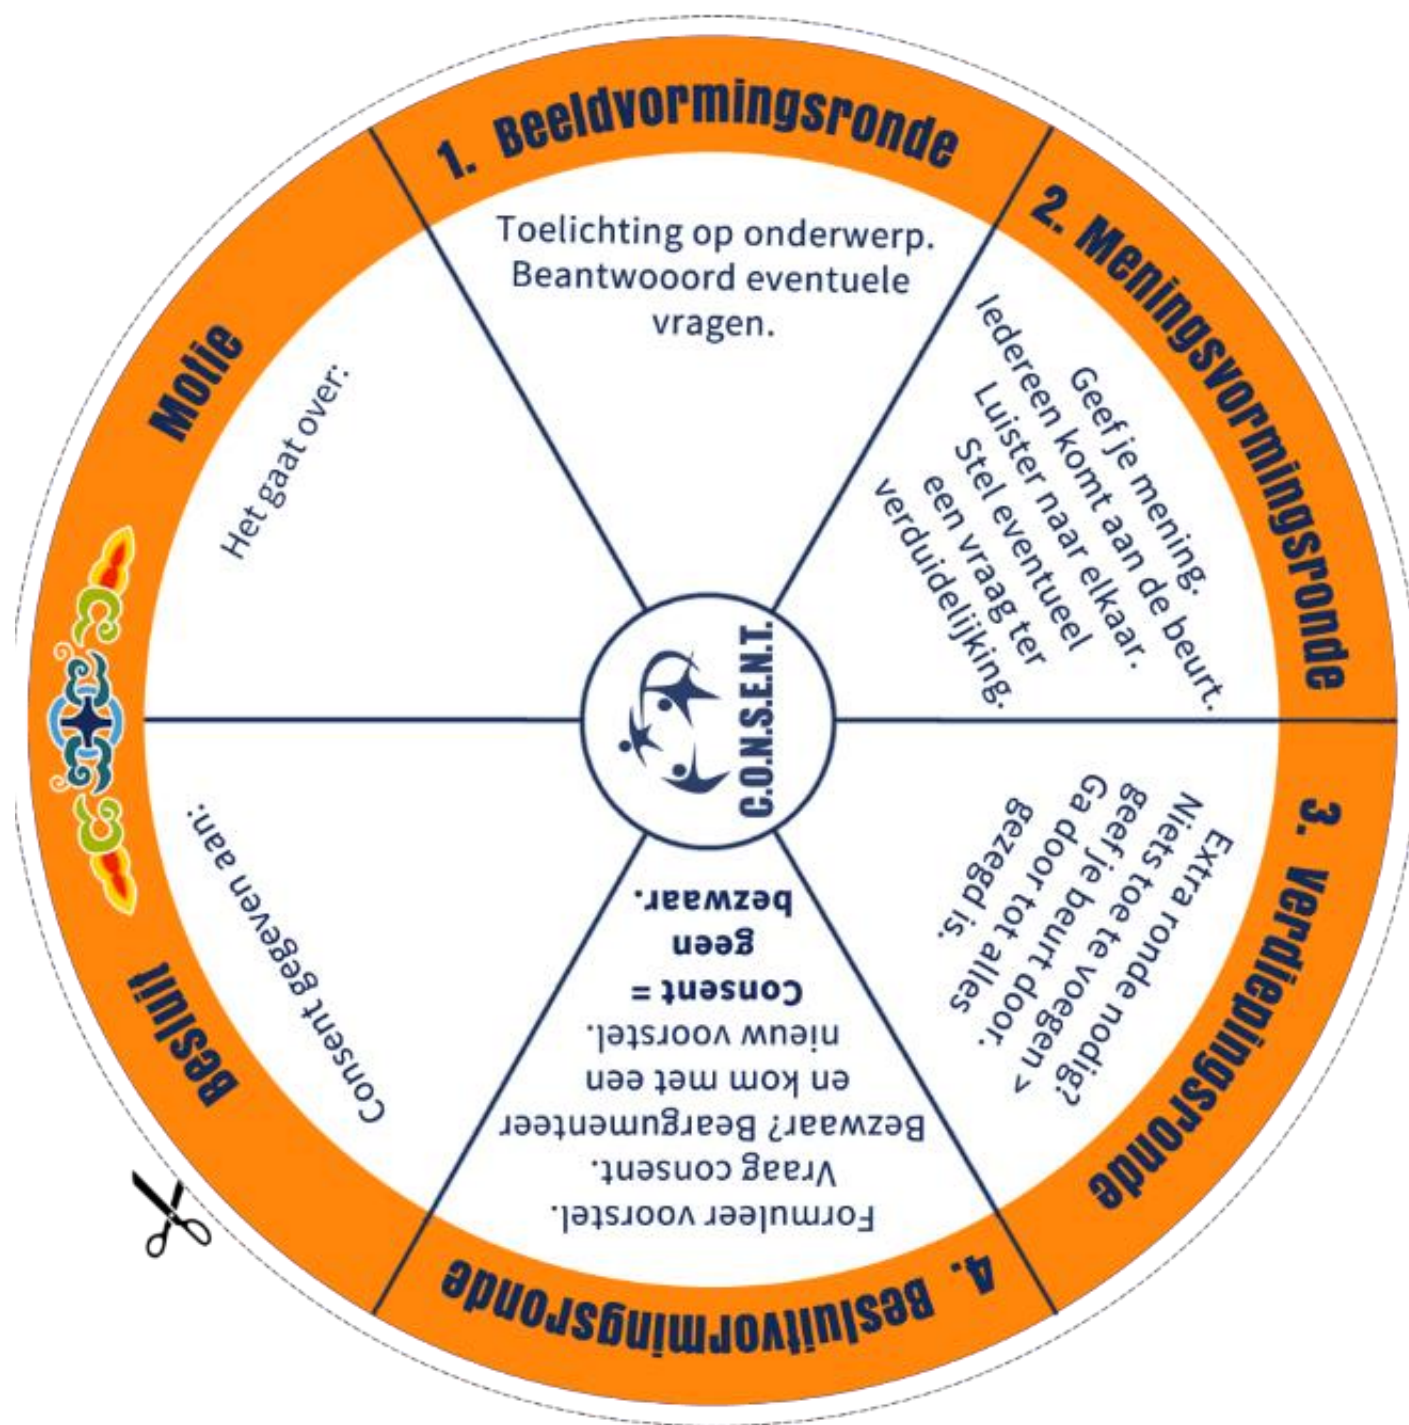 Motie
Het gaat over:
1. Beeldvormingsronde
Toelichting op onderwerp.
Beantwooord eventuele
vragen.
2. Meningsvormingsronde
Geef je mening.
Iedereen komt aan de beurt.
Luister naar elkaar.
Stel eventueel
een vraag ter
verduidelijking.
3. Verdiepingsronde
Extra ronde nodig?
Niets toe te voegen >
geef je beurt door.
Ga door tot alles
gezegd is.
4. Besluitvormingsronde
Formuleer voorstel.
Vraag consent.
Bezwaar? Beargumenteer
en kom met een
nieuw voorstel.
Consent =
geen
bezwaar.
Besluit
Consent gegeven aan:
C.O.N.S.E.N.T.